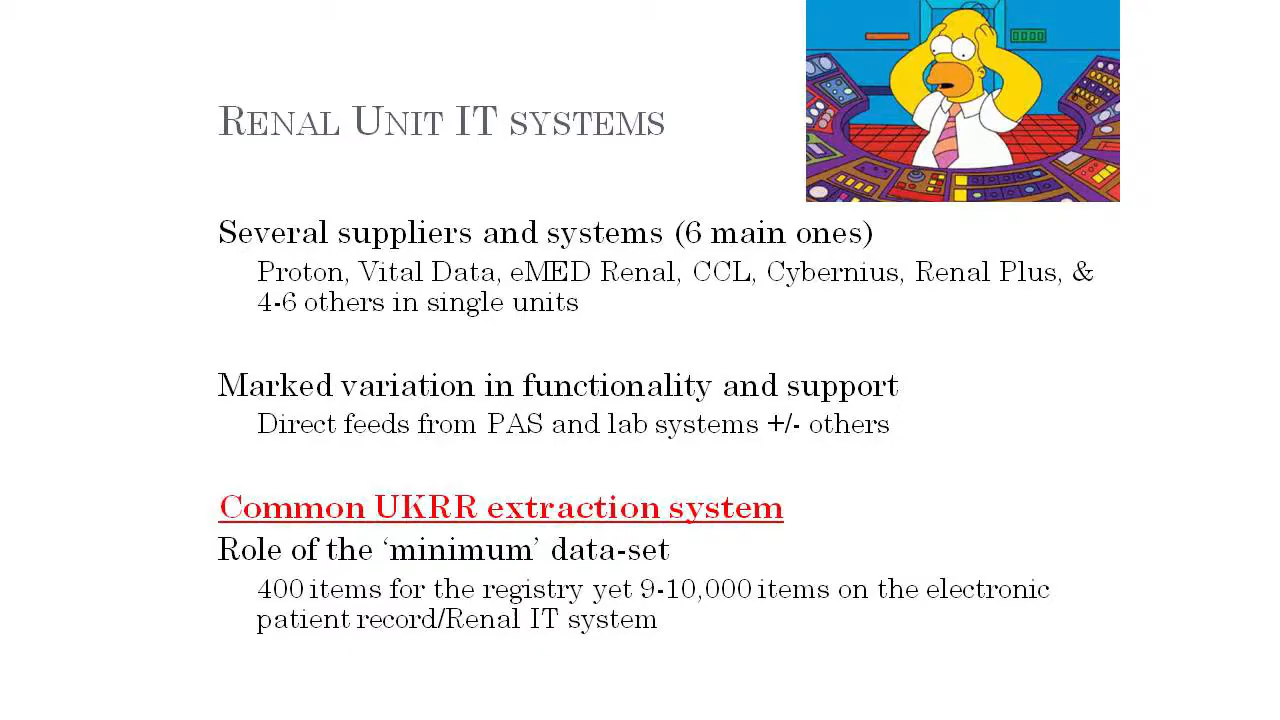 RENAL UNIT IT SYSTEMS
Several suppliers and systems (6 main ones)
Proton, Vital Data, eMED Renal, CCL, Cybernius, Renal Plus, &
4-6 others in single units
Marked variation in functionality and support
Direct feeds from PAS and lab systems +/- others
Common UKRR extraction system
Role of the ‘minimum’ data-set
400 items for the registry yet 9-10,000 items on the electronic
patient record/Renal IT system